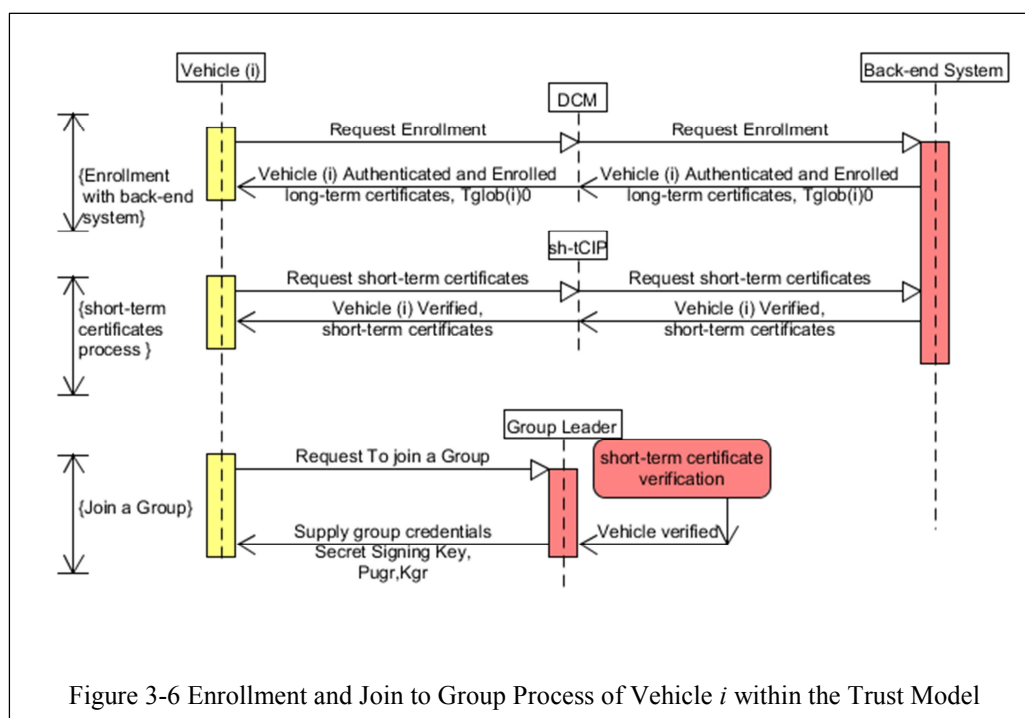 Vehicle (i)
Back-end System
DCM
Request Enrollment
Request Enrollment
{Enrollment
with back-end
system}
Vehicle (i) Authenticated and Enrolled
long-term certificates, Tglob(i)0
Vehicle (i) Authenticated and Enrolled
long-term certificates, Tglob(i)0
sh-tCIP
Request short-term certificates
Request short-term certificates
{short-term
certificates
process }
Vehicle (i) Verified,
short-term certificates
Vehicle (i) Verified,
short-term certificates
Group Leader
Request To join a Group
short-term certificate
verification
{Join a Group}
Supply group credentials
Secret Signing Key,
Pugr,Kgr
Vehicle verified
Figure 3-6 Enrollment and Join to Group Process of Vehicle i within the Trust Model